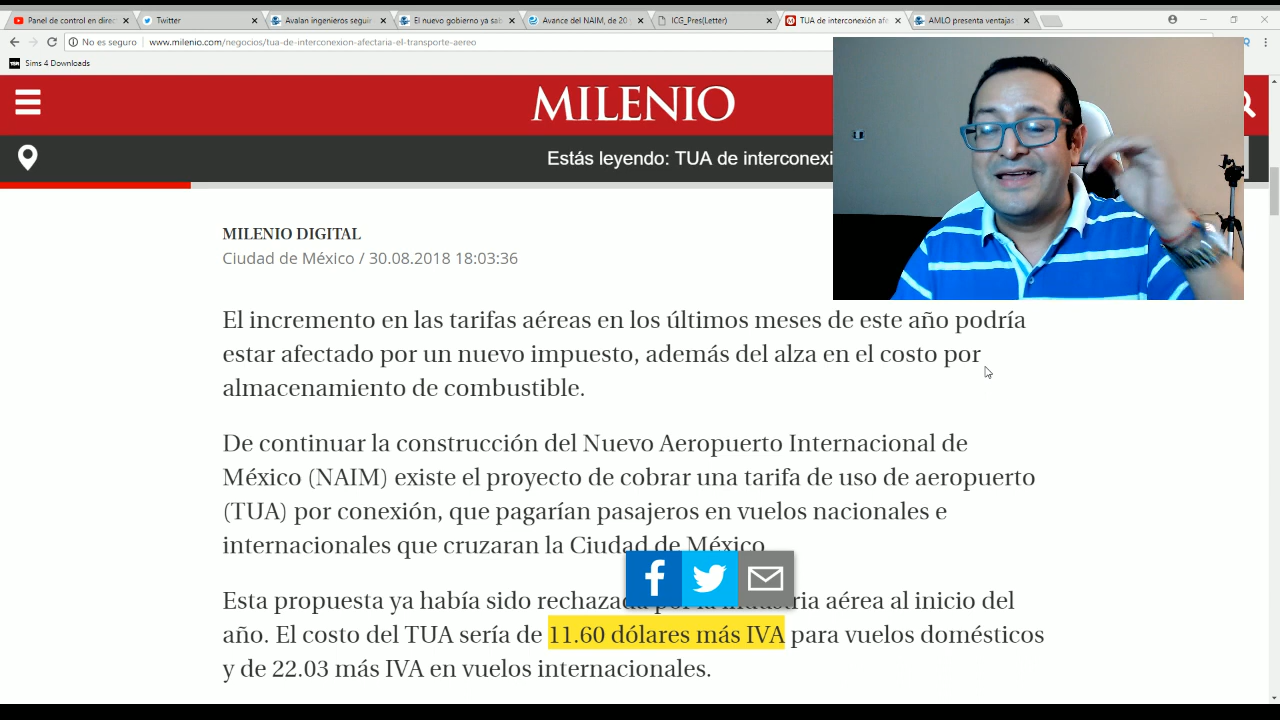 Panel de control en direc
Twitter
Avalan ingenieros seguir
El nuevo gobierno ya sab
Avance del NAIM, de 20
ICG_Pres(Letter)
TUA de interconexión afe
AMLO presenta ventajas
No es seguro
www.milenio.com/negocios/tua-de-interconexion-afectaria-el-transporte-aereo
Sims 4 Downloads
MILENIO
Estás leyendo: TUA de interconexi
MILENIO DIGITAL
Ciudad de México / 30.08.2018 18:03:36
El incremento en las tarifas aéreas en los últimos meses de este año podría
estar afectado por un nuevo impuesto, además del alza en el costo por
almacenamiento de combustible.
De continuar la construcción del Nuevo Aeropuerto Internacional de
México (NAIM) existe el proyecto de cobrar una tarifa de uso de aeropuerto
(TUA) por conexión, que pagarían pasajeros en vuelos nacionales e
internacionales que cruzaran la Ciudad de México
Esta propuesta ya había sido rechazada por la industria aérea al inicio del
año. El costo del TUA sería de 11.60 dólares más IVA para vuelos domésticos
y de 22.03 más IVA en vuelos internacionales.